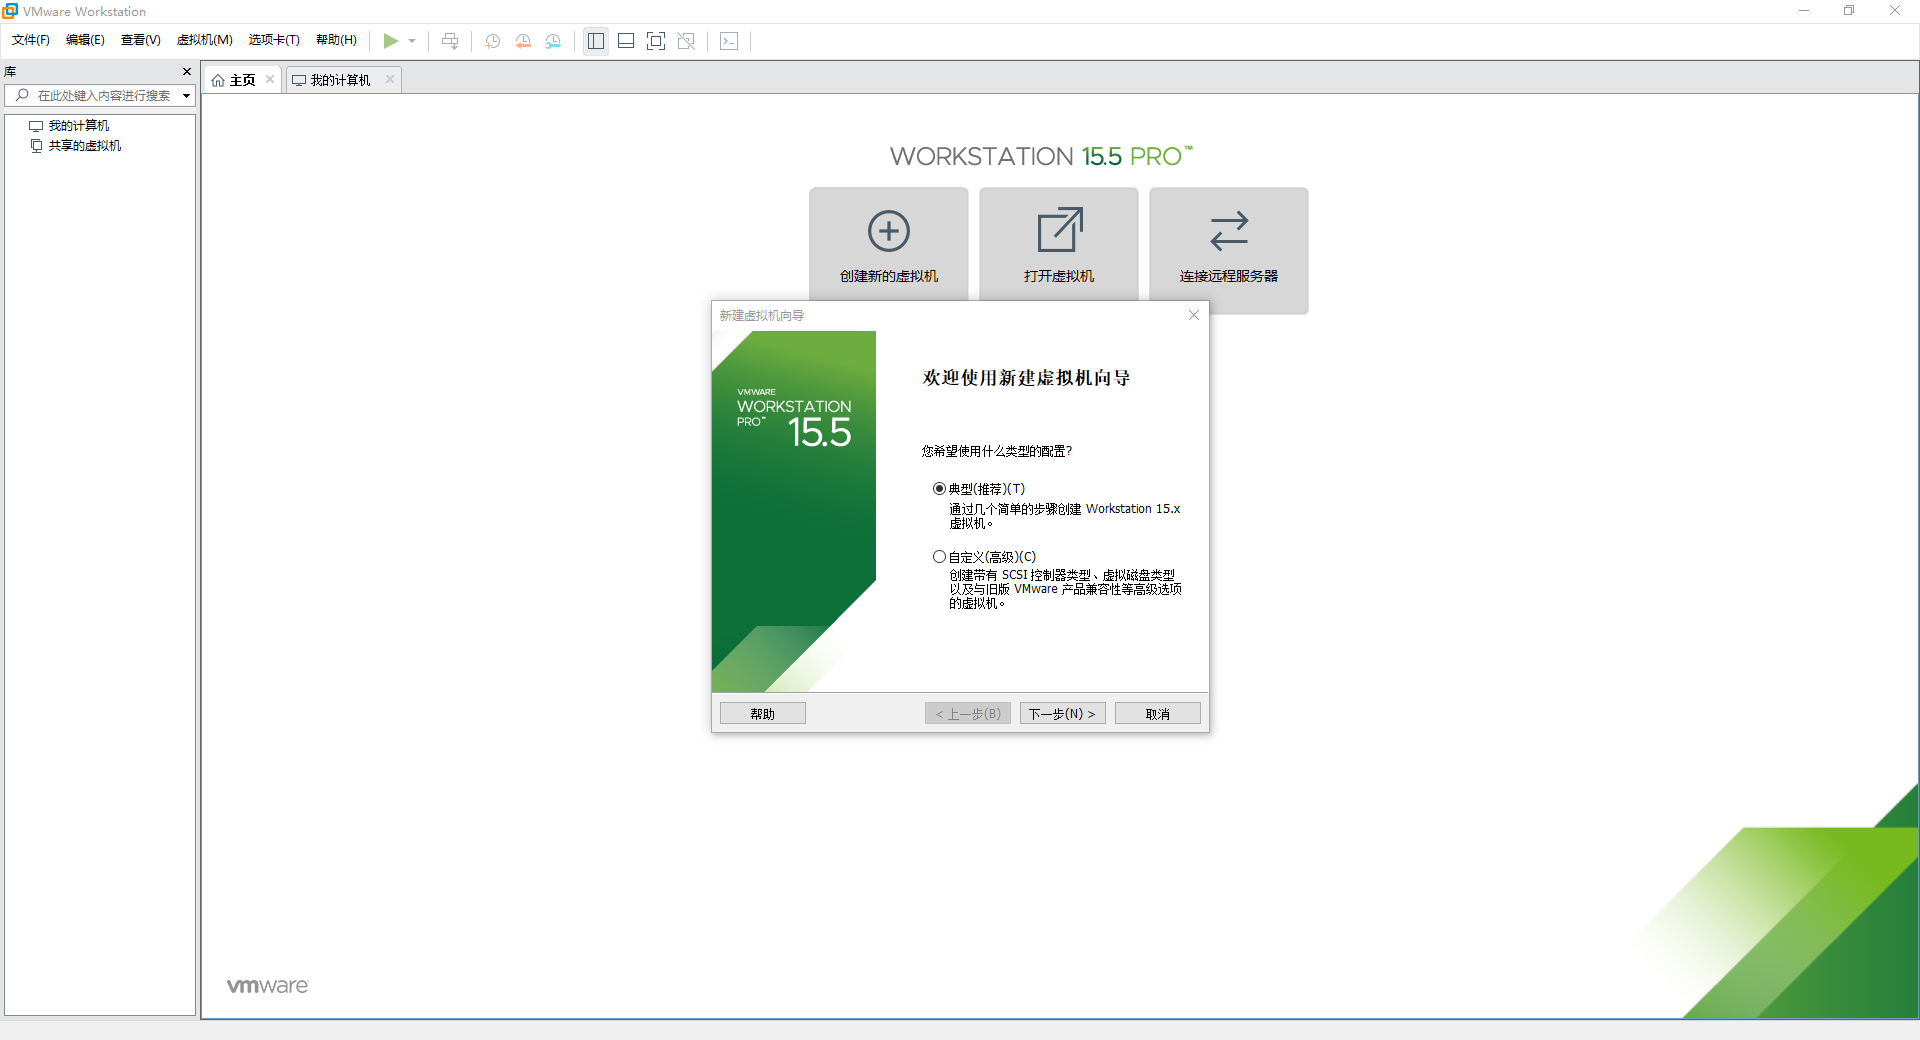 VMware Workstation
文件(F) 编辑(E) 查看(V) 虚拟机(M) 选项卡(T) 帮助(H)
库
在此处键入内容进行搜索
我的计算机
共享的虚拟机
主页 我的计算机
WORKSTATION 15.5 PRO™
创建新的虚拟机 打开虚拟机 连接远程服务器
新建虚拟机向导
VMWARE
WORKSTATION
PRO™ 15.5
欢迎使用新建虚拟机向导
您希望使用什么类型的配置?
典型(推荐)(T)
通过几个简单的步骤创建 Workstation 15.x
虚拟机。
自定义(高级)(C)
创建带有 SCSI 控制器类型、虚拟磁盘类型
以及与旧版 VMware 产品兼容性等高级选项
的虚拟机。
帮助 < 上一步(B) 下一步(N) > 取消
vmware